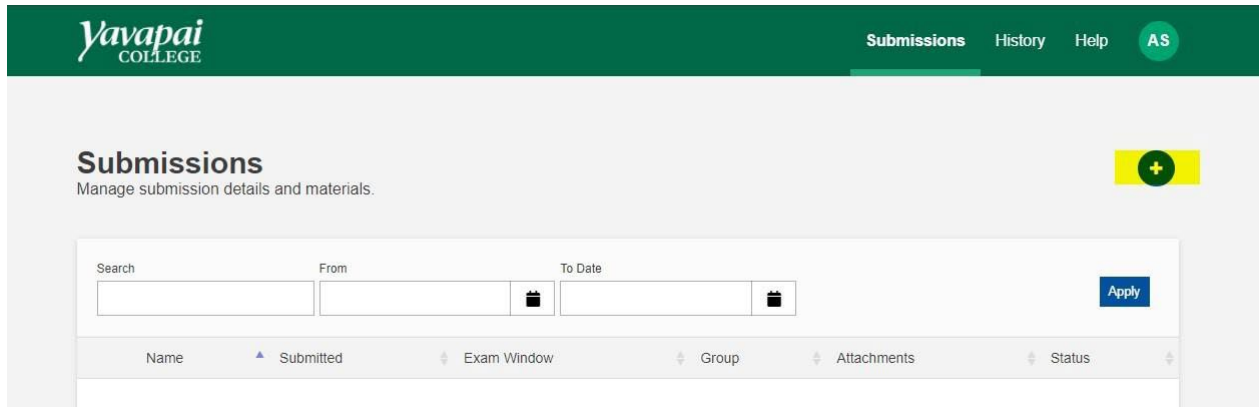 Yavapai
COLLEGE
Submissions History Help AS
Submissions
Manage submission details and materials.
Search From To Date
Apply
Name Submitted Exam Window Group Attachments Status